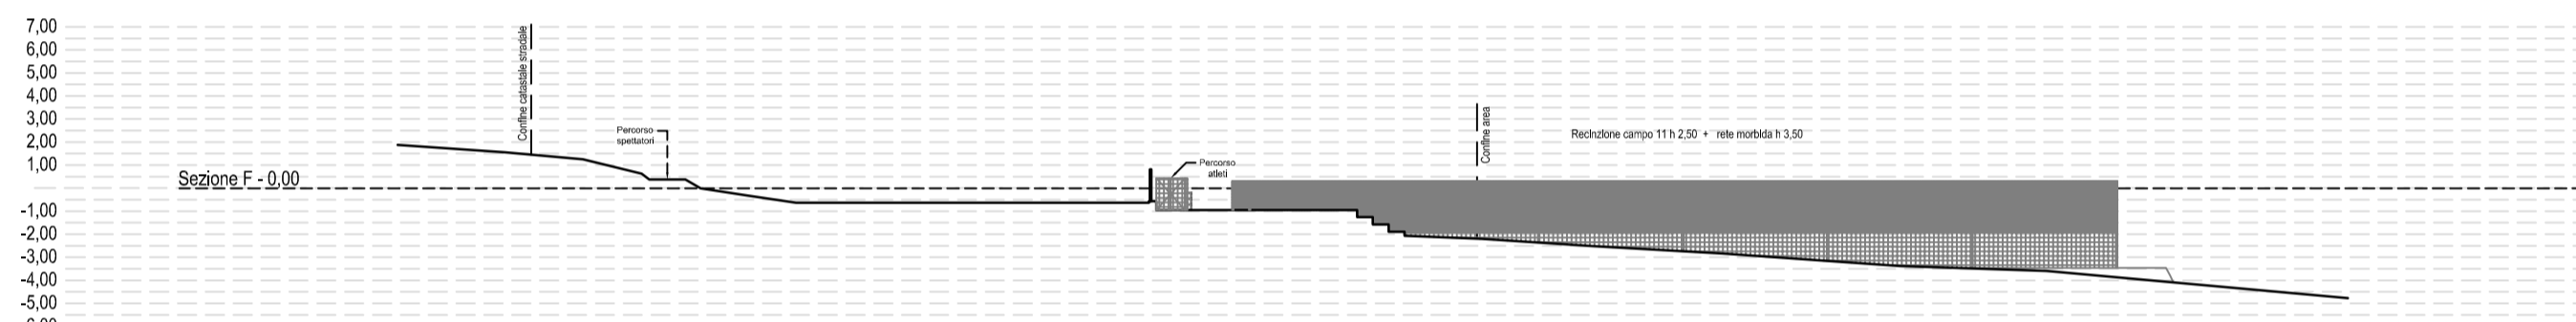 7,00
6,00
5,00
4,00
3,00
2,00
1,00
Sezione F - 0,00
-1,00
-2,00
-3,00
-4,00
-5,00
Confine catastale stradale
Percorso
spettatori
Percorso
atleti
Confine area
Recinzione campo 11 h 2,50 + rete morbida h 3,50